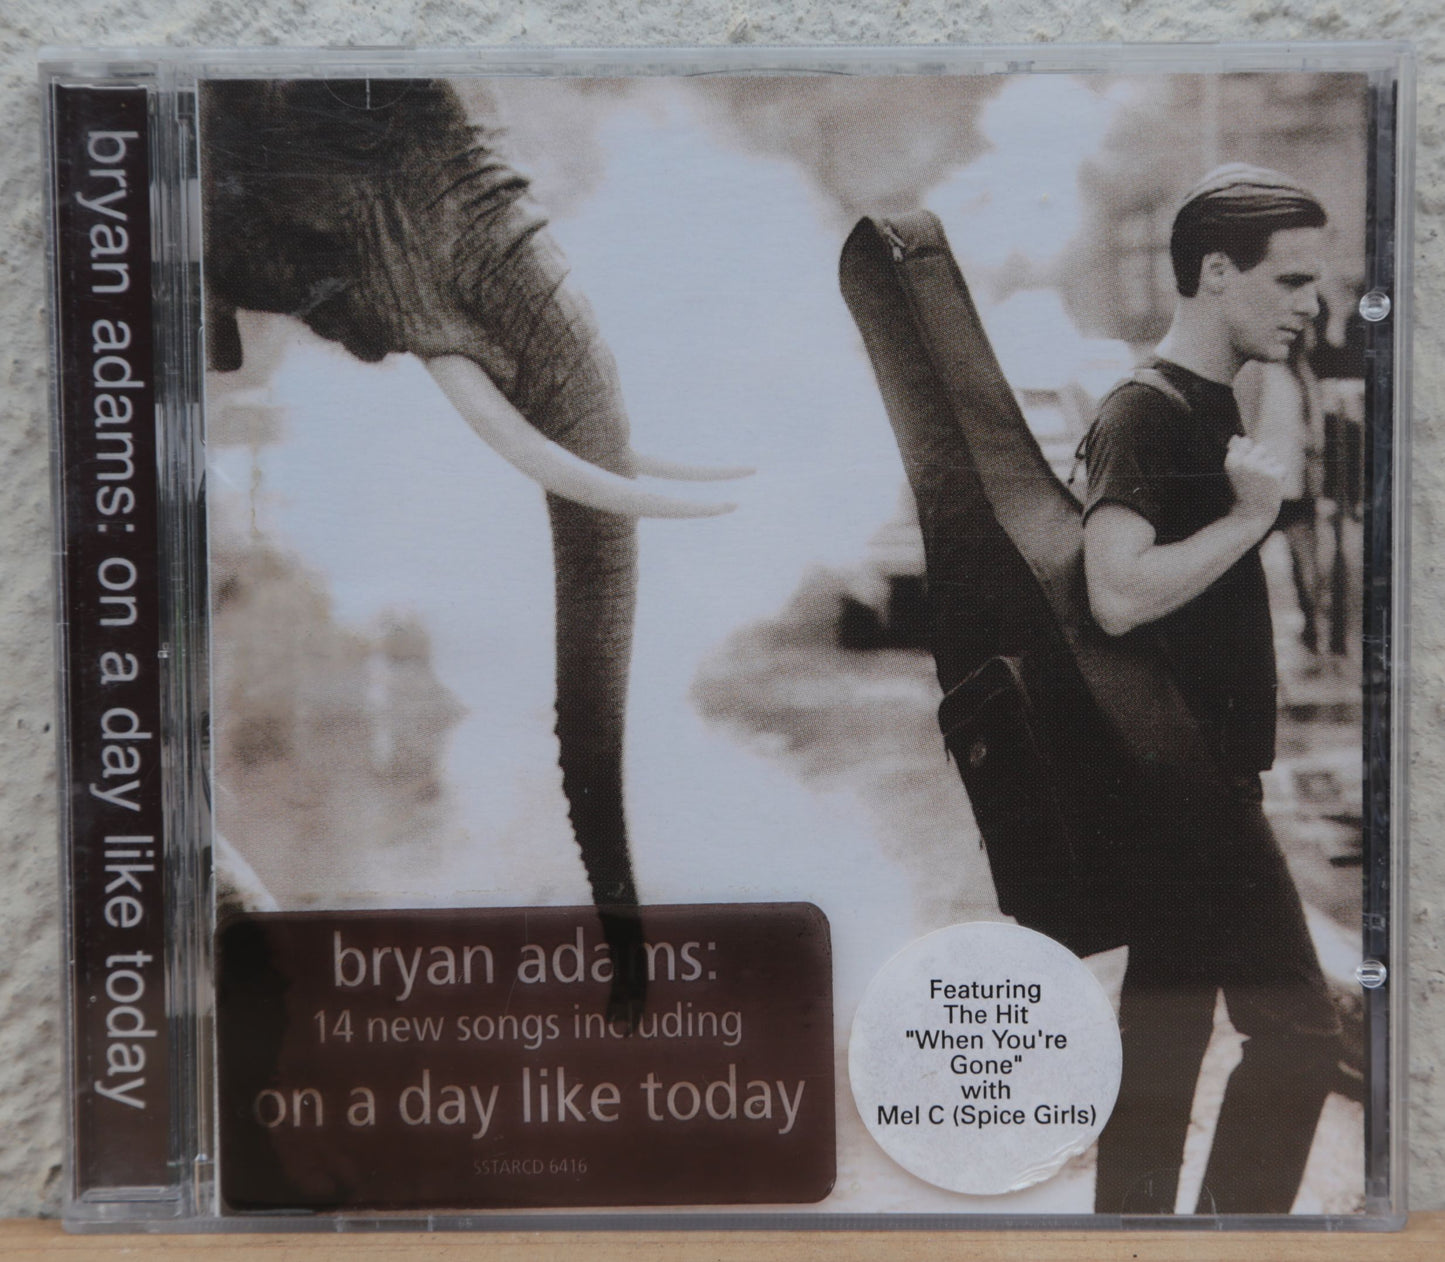 bryan adams: on a day like today
bryan adams:
14 new songs including
on a day like today
SSTARCD 6416
Featuring
The Hit
"When You're
Gone"
with
Mel C (Spice Girls)